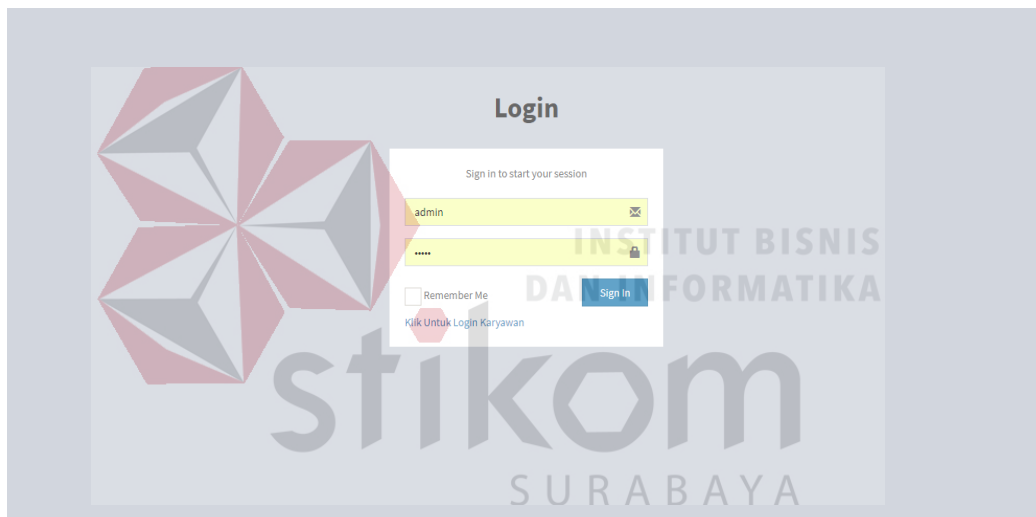 Login
Sign in to start your session
admin
•••••
INSTITUT BISNIS
DAN INFORMATIKA
Remember Me
Sign In
Klik Untuk Login Karyawan
stikom
SURABAYA